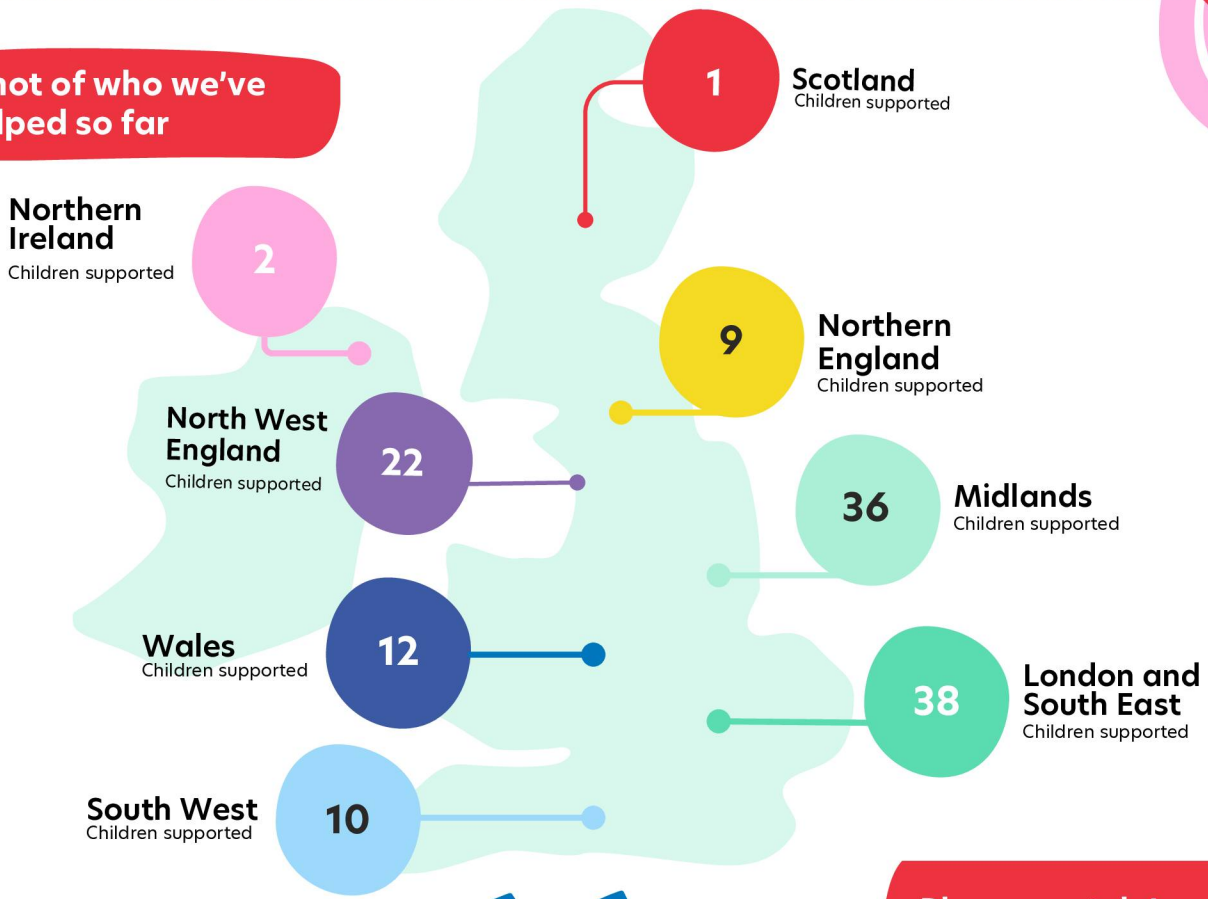 not of who we've
lped so far
1
Scotland
Children supported
Northern
Ireland
Children supported
2
9
Northern
England
Children supported
North West
England
Children supported
22
36
Midlands
Children supported
Wales
Children supported
12
38
London and
South East
Children supported
South West
Children supported
10